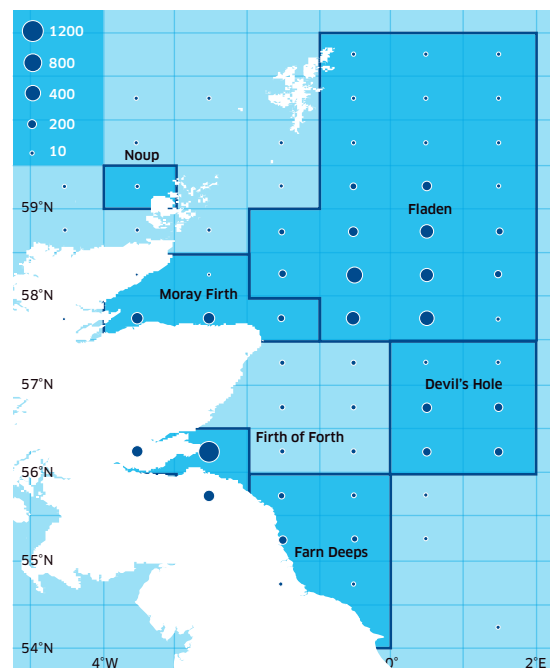 1200
800
400
200
10
Noup
59°N
Fladen
58°N
Moray Firth
57°N
Devil's Hole
Firth of Forth
56°N
Farn Deeps
55°N
54°N
4°W
0°
2°E